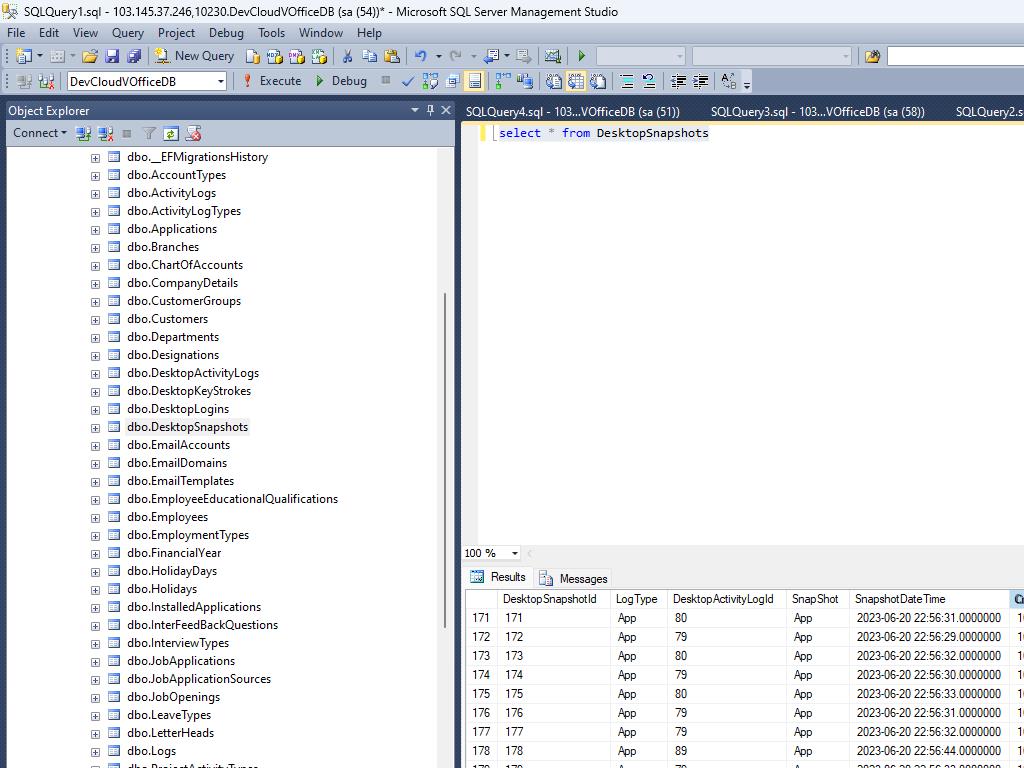 SQLQuery1.sql - 103.145.37.246,10230.DevCloudVOfficeDB (sa (54))* - Microsoft SQL Server Management Studio
File Edit View Query Project Debug Tools Window Help
New Query
DevCloudVOfficeDB Execute Debug
Object Explorer
SQLQuery4.sql - 103...VOfficeDB (sa (51)) SQLQuery3.sql - 103...VOfficeDB (sa (58)) SQLQuery2.s
Connect
select * from DesktopSnapshots
dbo.__EFMigrationsHistory
dbo.AccountTypes
dbo.ActivityLogs
dbo.ActivityLogTypes
dbo.Applications
dbo.Branches
dbo.ChartOfAccounts
dbo.CompanyDetails
dbo.CustomerGroups
dbo.Customers
dbo.Departments
dbo.Designations
dbo.DesktopActivityLogs
dbo.DesktopKeyStrokes
dbo.DesktopLogins
dbo.DesktopSnapshots
dbo.EmailAccounts
dbo.EmailDomains
dbo.EmailTemplates
dbo.EmployeeEducationalQualifications
dbo.Employees
dbo.EmploymentTypes
dbo.FinancialYear
dbo.HolidayDays
dbo.Holidays
dbo.InstalledApplications
dbo.InterFeedBackQuestions
dbo.InterviewTypes
dbo.JobApplications
dbo.JobApplicationSources
dbo.JobOpenings
dbo.LeaveTypes
dbo.LetterHeads
dbo.Logs
dbo.ProjectActivityTypes
100 %
Results Messages
DesktopSnapshotId LogType DesktopActivityLogId SnapShot SnapshotDateTime
171 171 App 80 App 2023-06-20 22:56:31.0000000
172 172 App 79 App 2023-06-20 22:56:29.0000000
173 173 App 80 App 2023-06-20 22:56:32.0000000
174 174 App 79 App 2023-06-20 22:56:30.0000000
175 175 App 80 App 2023-06-20 22:56:33.0000000
176 176 App 79 App 2023-06-20 22:56:31.0000000
177 177 App 79 App 2023-06-20 22:56:32.0000000
178 178 App 89 App 2023-06-20 22:56:44.0000000